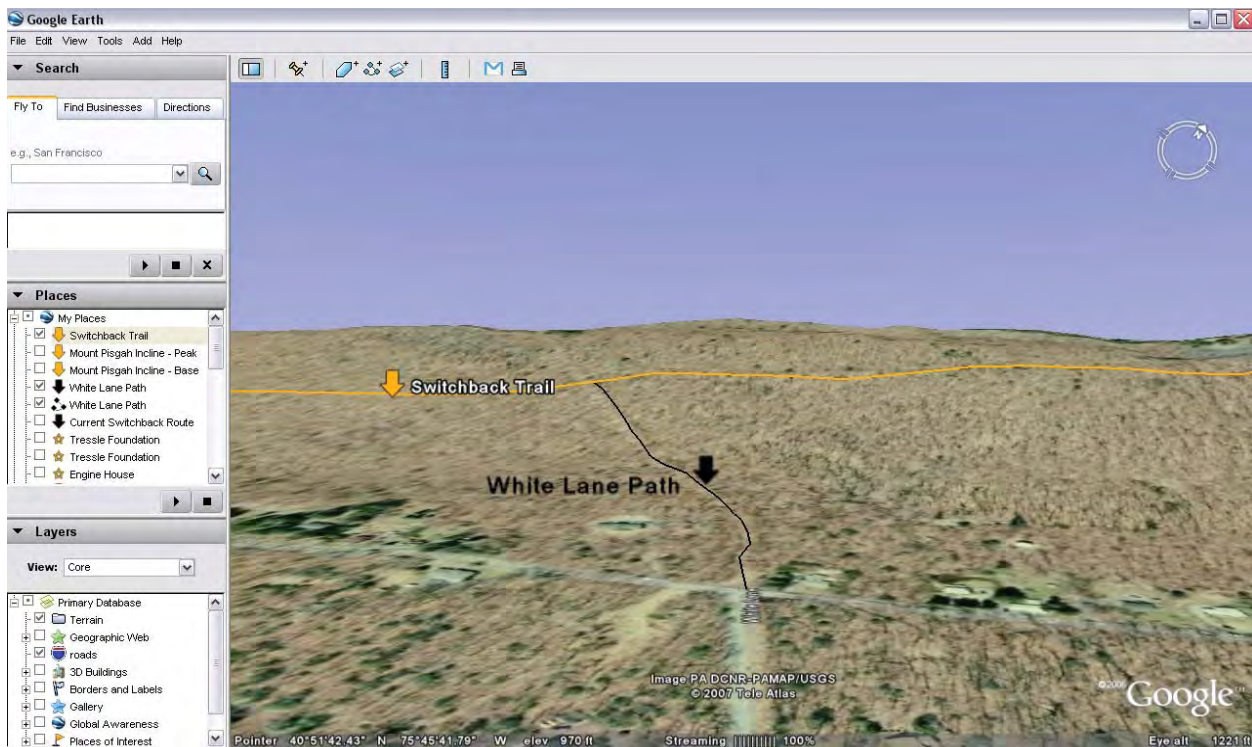 Google Earth
File Edit View Tools Add Help
Search
Fly To Find Businesses Directions
e.g., San Francisco
Places
My Places
Switchback Trail
Mount Pisgah Incline - Peak
Mount Pisgah Incline - Base
White Lane Path
White Lane Path
Current Switchback Route
Tressle Foundation
Tressle Foundation
Engine House
Layers
View: Core
Primary Database
Terrain
Geographic Web
roads
3D Buildings
Borders and Labels
Gallery
Global Awareness
Places of Interest
N
Switchback Trail
White Lane Path
Image PA DCNR-PAMAP/USGS
© 2007 Tele Atlas
©2006 Google
Pointer 40°51'42.43" N 75°45'41.79" W elev 970 ft Streaming 100% Eye alt 1221 ft